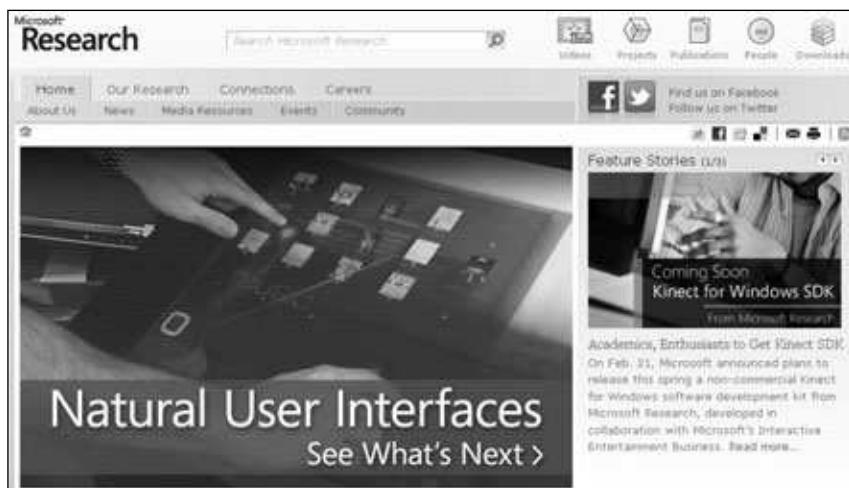 Microsoft
Research
Search Microsoft Research
Videos Projects Publications People Downloads
Home Our Research Connections Careers
About Us News Media Resources Events Community
Find us on Facebook
Follow us on Twitter
Feature Stories (1/3)
Coming Soon
Kinect for Windows SDK
From Microsoft Research
Natural User Interfaces
See What's Next >
Academics, Enthusiasts to Get Kinect SDK
On Feb. 21, Microsoft announced plans to
release this spring a non-commercial Kinect
for Windows software development kit from
Microsoft Research, developed in
collaboration with Microsoft's Interactive
Entertainment Business. Read more...